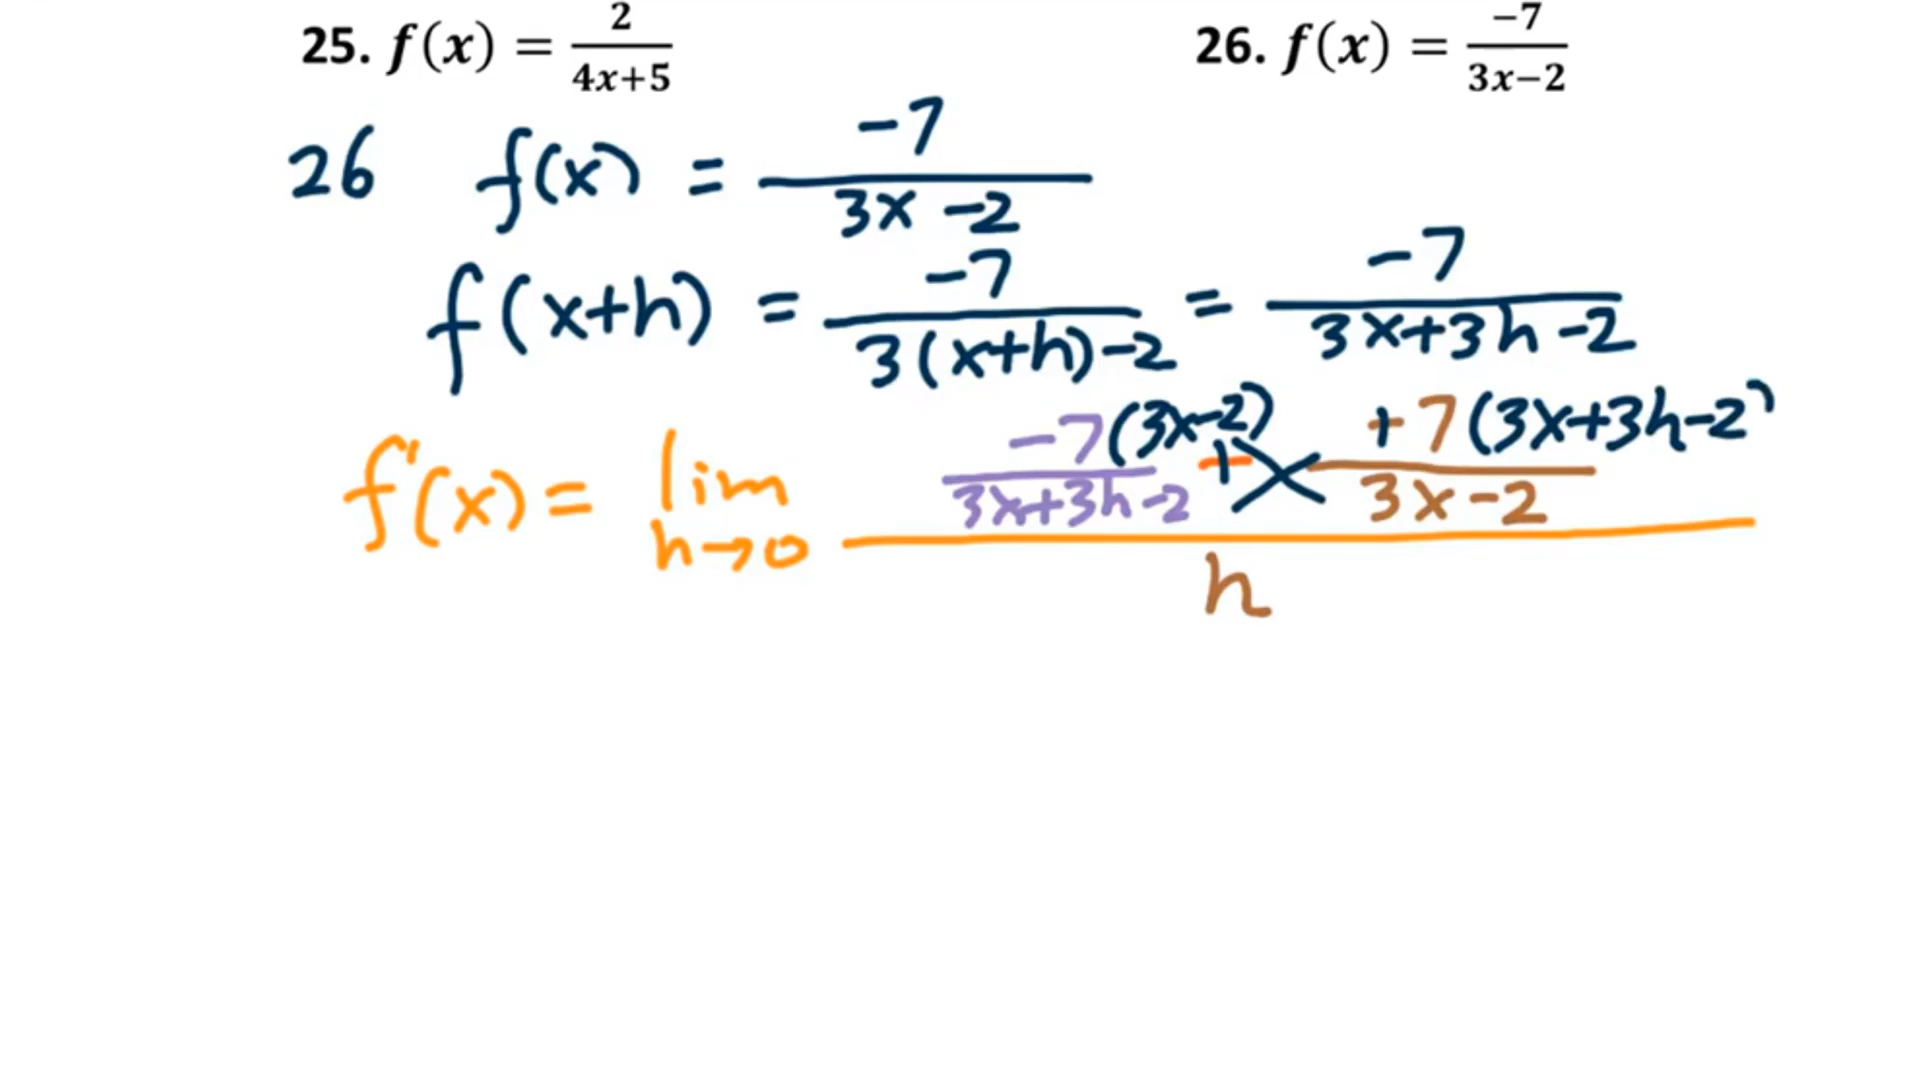 25. f(x) = 2/(4x+5) 26. f(x) = −7/(3x−2)
26 f(x) = −7/(3x −2)
f(x+h) = −7/(3(x+h)−2) = −7/(3x+3h−2)
f'(x) = lim h→0 (−7(3x−2)/(3x+3h−2) + +7(3x+3h−2)/(3x−2))/h